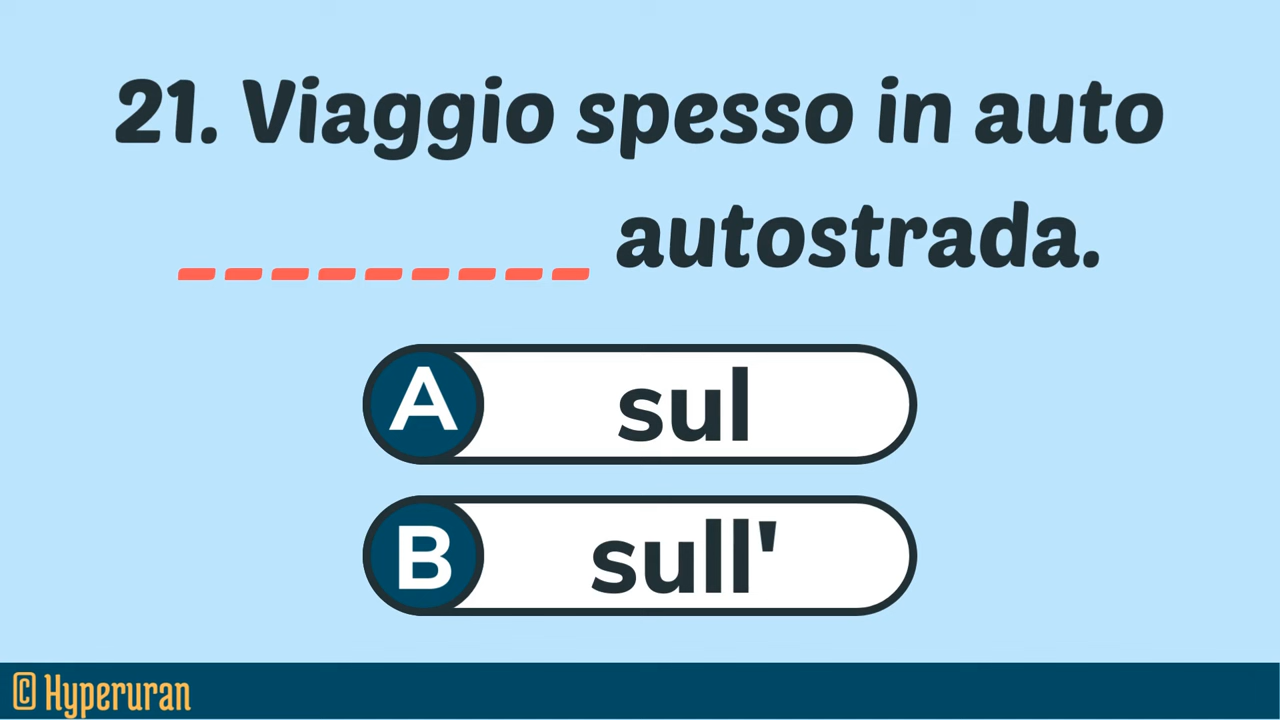 21. Viaggio spesso in auto
_________ autostrada.
A sul
B sull'
© Hyperuran